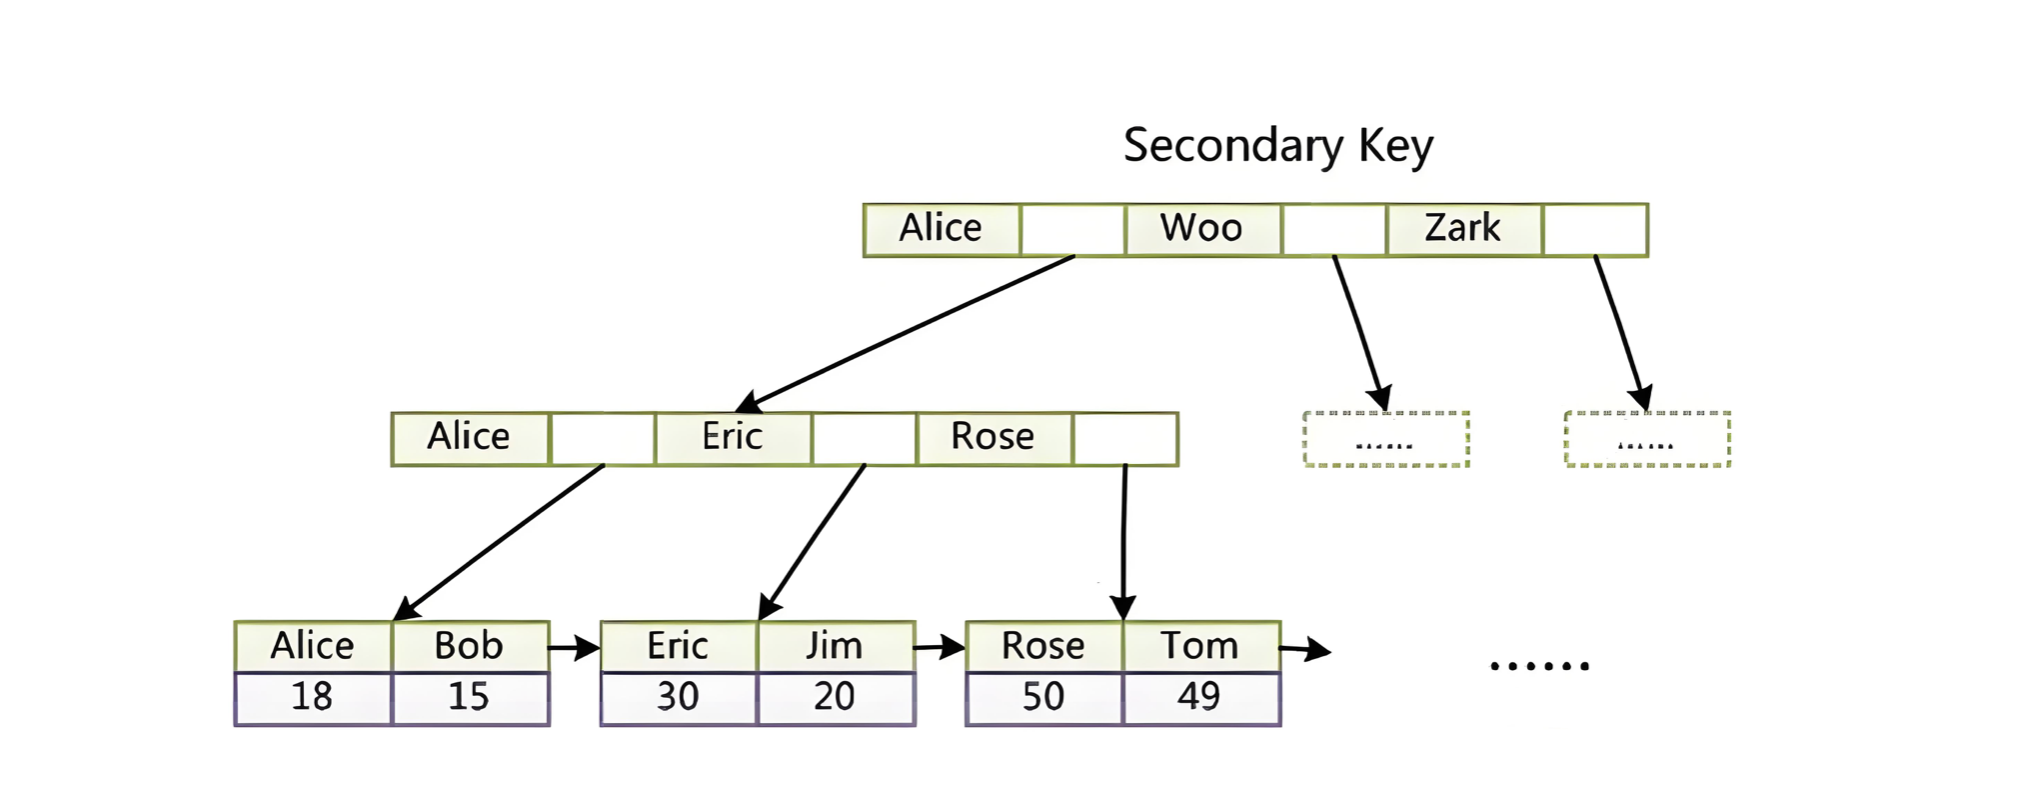 Secondary Key
Alice Woo Zark
Alice Eric Rose ...... ......
Alice Bob Eric Jim Rose Tom ......
18 15 30 20 50 49